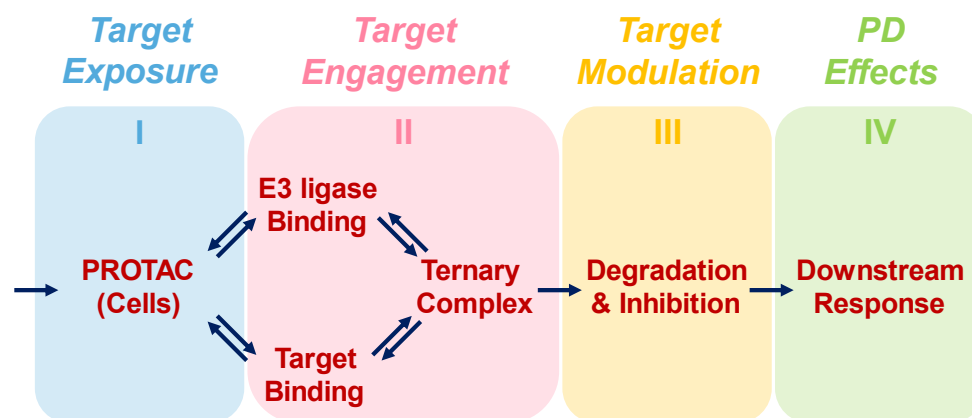 Target
Exposure
Target
Engagement
Target
Modulation
PD
Effects
I
II
III
IV
E3 ligase
Binding
PROTAC
(Cells)
Ternary
Complex
Degradation
& Inhibition
Downstream
Response
Target
Binding